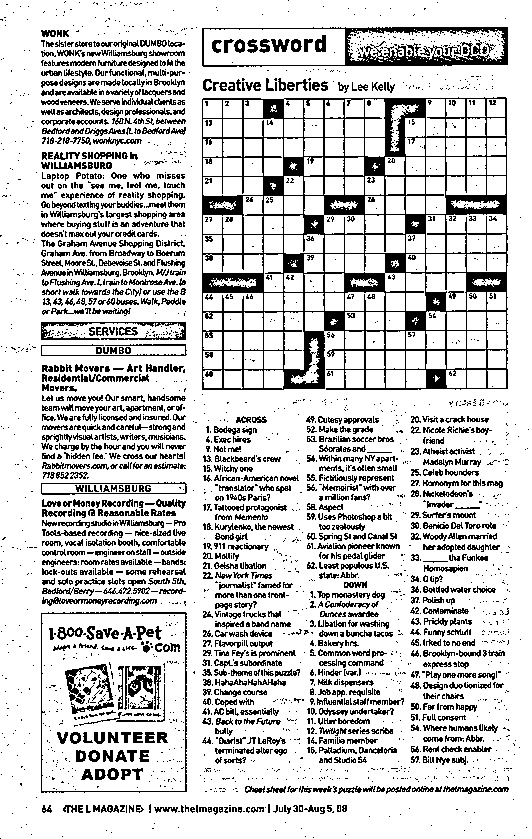 WONK
The sister store to our original DUMBO loca-
tion, WONK's new Williamsburg showroom
features modern furniture designed to fit the
urban lifestyle. Our functional, multi-pur-
pose designs are made locally in Brooklyn
and are available in a variety of lacquers and
wood veneers. We serve individual clients as
well as architects, design professionals, and
corporate accounts. 160 N. 4th St, between
Bedford and Driggs Aves (L to Bedford Ave)
718-218-7750, wonknyc.com
REALITY SHOPPING in
WILLIAMSBURG
Laptop Potato: One who misses
out on the "see me, feel me, touch
me" experience of reality shopping.
Go beyond texting your buddies...meet them
in Williamsburg's largest shopping area
where buying stuff is an adventure that
doesn't max out your credit cards.
The Graham Avenue Shopping District,
Graham Ave. from Broadway to Boerum
Street, Moore St, Debevoise St. and Flushing
Avenue in Williamsburg, Brooklyn. M/J train
to Flushing Ave. L train to Montrose Ave. (a
short walk towards the City) or use the B
13, 43, 46, 48, 57 or 60 buses. Walk, Paddle
or Park...we'll be waiting!
SERVICES
DUMBO
Rabbit Movers — Art Handler,
Residential/Commercial
Movers.
Let us move you! Our smart, handsome
team will move your art, apartment, or of-
fice. We are fully licensed and insured. Our
movers are quick and careful—strong and
sprightly visual artists, writers, musicians.
We charge by the hour and you will never
find a "hidden fee." We cross our hearts!
Rabbitmovers.com, or call for an estimate:
718 852 2352.
WILLIAMSBURG
Love or Money Recording — Quality
Recording @ Reasonable Rates
New recording studio in Williamsburg — Pro
Tools-based recording — nice-sized live
room, vocal isolation booth, comfortable
control room — engineer on staff — outside
engineers: room rates available — bands:
lock-outs available — some rehearsal
and solo practice slots open South 5th,
Bedford/Berry — 646.472.5902 — record-
ing@loveormoneyrecording.com
1·800·Save·A·Pet
.com
VOLUNTEER
DONATE
ADOPT
crossword
we enable your OCD
Creative Liberties by Lee Kelly
ACROSS
1. Bodega sign
4. Exec hires
9. Not me!
13. Blackbeard's crew
15. Witchy one
16. African-American novel
"translator" who spat
on 1940s Paris?
17. Tattooed protagonist
from Memento
18. Kurylenko, the newest
Bond girl
19. 911 reactionary
20. Mollify
21. Geisha libation
22. New York Times
"journalist" famed for
more than one front-
page story?
24. Vintage trucks that
inspired a band name
26. Car wash device
27. Flavorpill output
29. Tina Fey's is prominent
31. Capt.'s subordinate
35. Sub-theme of this puzzle?
38. HahaAhaHahAHaha
39. Change course
40. Coped with
41. AC bill, essentially
43. Back to the Future
bully
44. "Duarist" JT LeRoy's
terminated alter ego
of sorts?
49. Cutesy approvals
52. Make the grade
53. Brazilian soccer bros
Sócrates and
54. Within many NY apart-
ments, it's often small
55. Fictitiously represent
56. "Memoirist" with over
a million fans?
58. Aspect
59. Uses Photoshop a bit
too zealously
60. Spring St and Canal St
61. Aviation pioneer known
for his pedal glider
62. Least populous U.S.
state: Abbr.
DOWN
1. Top monastery dog
2. A Confederacy of
Dunces awardee
3. Libation for washing
down a buncha tacos
4. Bakery hrs.
5. Common word pro-
cessing command
6. Hinder (var.)
7. Milk dispensers
8. Job app. requisite
9. Influential staff member?
10. Odyssey undertaker?
11. Utter boredom
12. Twilight series scribe
14. Familia member
15. Palladium, Danceteria
and Studio 54
20. Visit a crack house
22. Nicole Richie's boy-
friend
23. Atheist activist
Madalyn Murray
25. Celeb hounders
27. Homonym for this mag
28. Nickelodeon's
"Invader ____"
29. Surfer's mount
30. Benicio Del Toro role
32. Woody Allen married
her adopted daughter
33. ____ tha Funkee
Homosapien
34. Q tip?
36. Bottled water choice
37. Polish up
42. Contaminate
43. Prickly plants
44. Funny schtuff
45. Irked to no end
46. Brooklyn-bound 3 train
express stop
47. "Play one more song!"
48. Design duo lionized for
their chairs
50. Far from happy
51. Full consent
54. Where humans likely
come from: Abbr.
56. Rent check enabler
57. Bill Nye subj.
Cheat sheet for this week's puzzle will be posted online at thelmagazine.com
64 THE L MAGAZINE | www.thelmagazine.com | July 30-Aug 5, 08